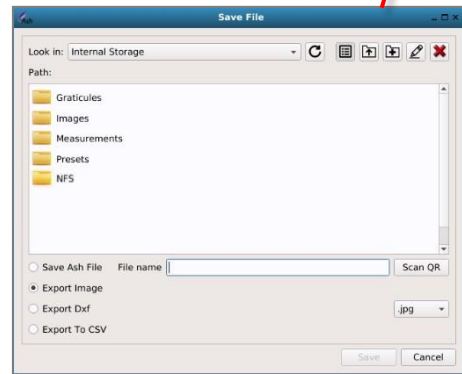 Save File
Look in: Internal Storage
Path:
Graticules
Images
Measurements
Presets
NFS
Save Ash File File name Scan QR
Export Image
Export Dxf .jpg
Export To CSV
Save Cancel